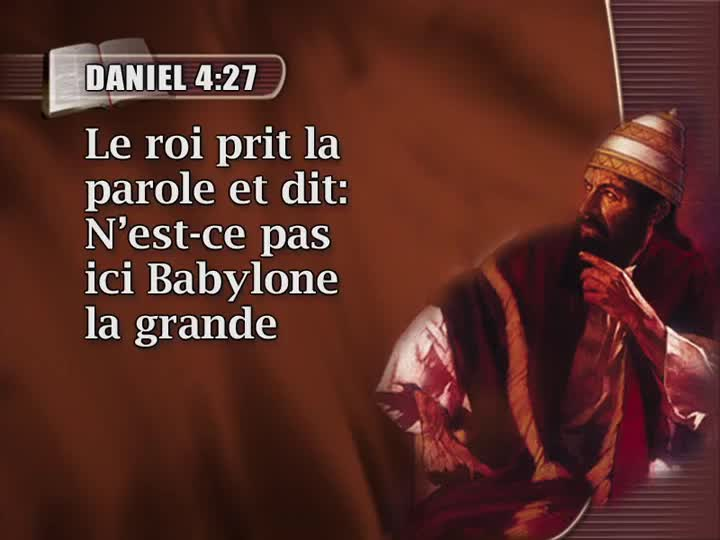 DANIEL 4:27
Le roi prit la
parole et dit:
N’est-ce pas
ici Babylone
la grande